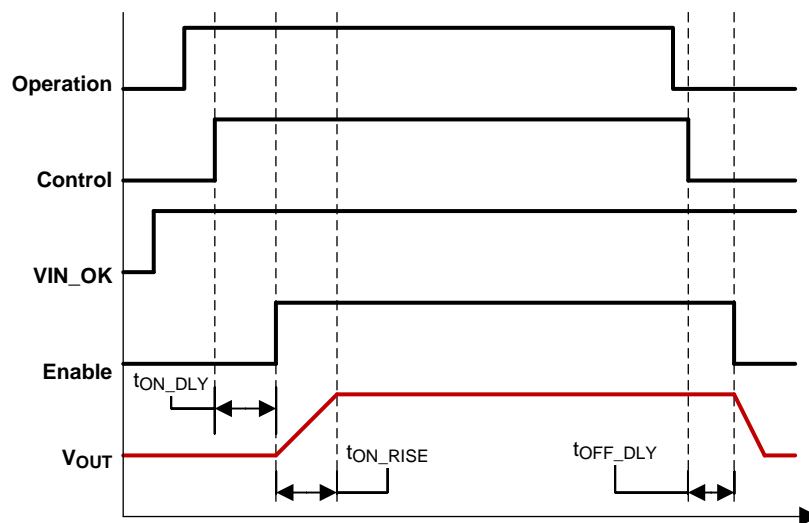 Operation
Control
VIN_OK
Enable
tON_DLY
VOUT
tON_RISE
tOFF_DLY